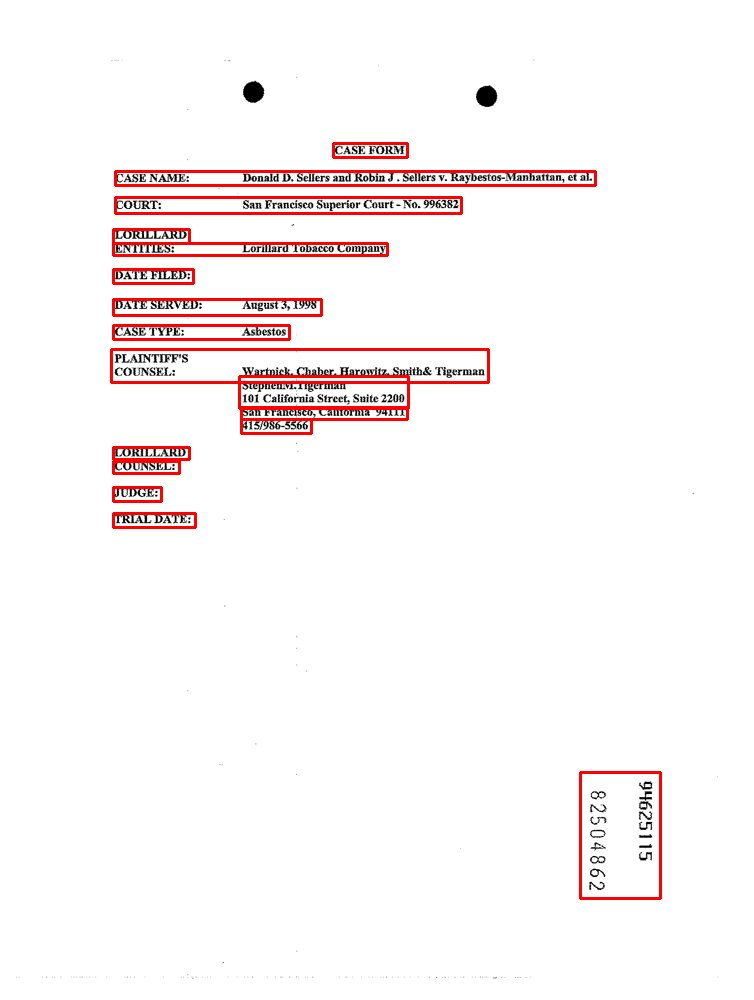 CASE FORM
CASE NAME: Donald D. Sellers and Robin J . Sellers v. Raybestos-Manhattan, et al.
COURT: San Francisco Superior Court - No. 996382
LORILLARD
ENTITIES: Lorillard Tobacco Company
DATE FILED:
DATE SERVED: August 3, 1998
CASE TYPE: Asbestos
PLAINTIFF'S
COUNSEL: Wartnick, Chaber, Harowitz, Smith& Tigerman
StephenM.Tigerman
101 California Street, Suite 2200
San Francisco, California 94111
415/986-5566
LORILLARD
COUNSEL:
JUDGE:
TRIAL DATE:
94625115
82504862